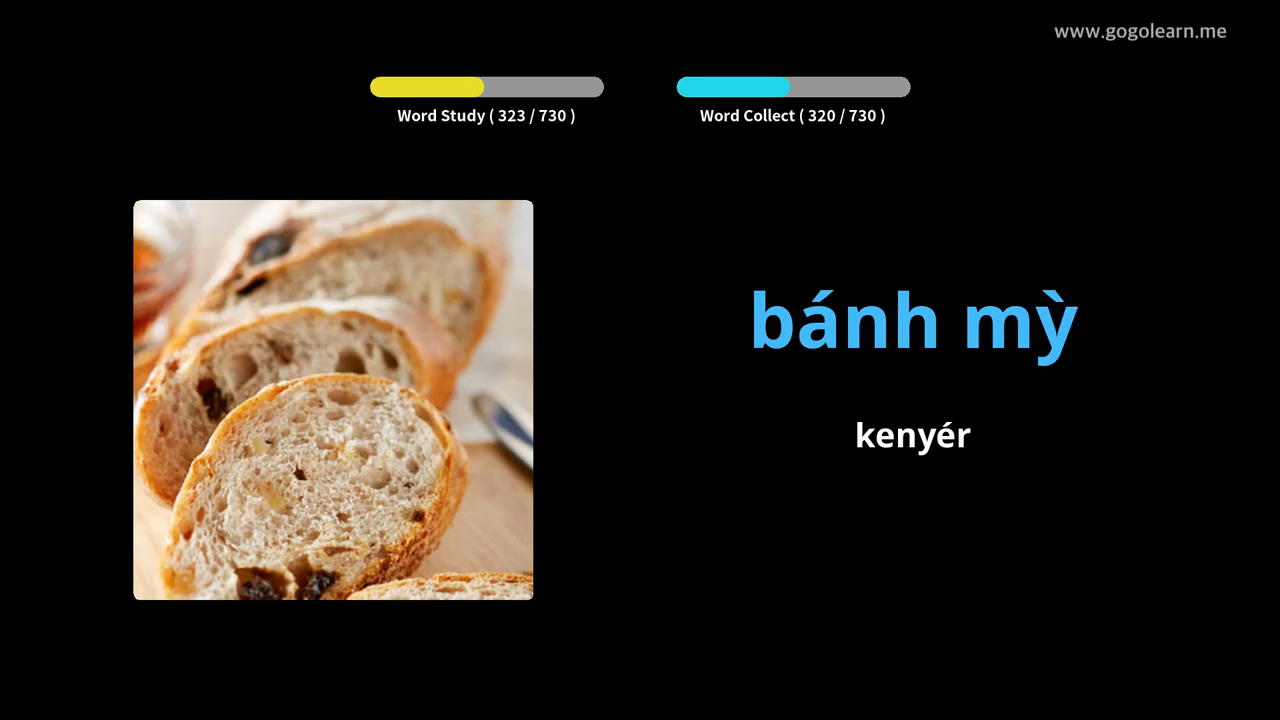 www.gogolearn.me
Word Study ( 323 / 730 )
Word Collect ( 320 / 730 )
bánh mỳ
kenyér